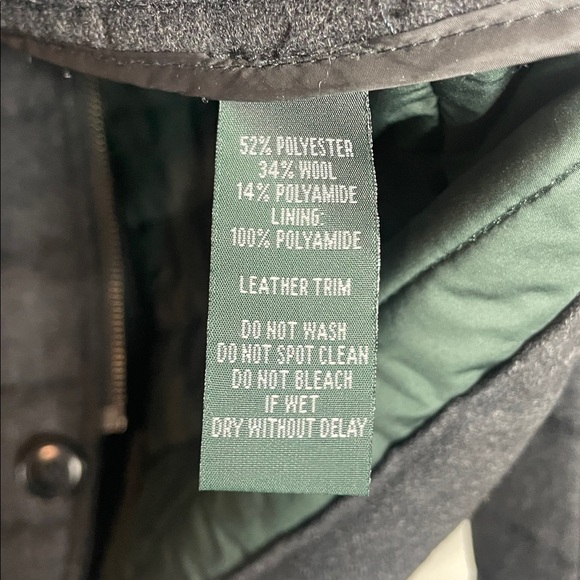 52% POLYESTER
34% WOOL
14% POLYAMIDE
LINING:
100% POLYAMIDE
LEATHER TRIM
DO NOT WASH
DO NOT SPOT CLEAN
DO NOT BLEACH
IF WET
DRY WITHOUT DELAY